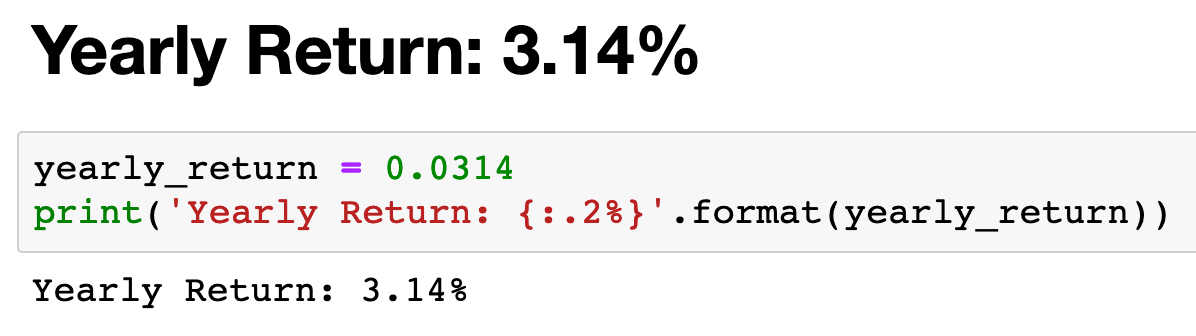 Yearly Return: 3.14%
yearly_return = 0.0314
print('Yearly Return: {:.2%}'.format(yearly_return))
Yearly Return: 3.14%